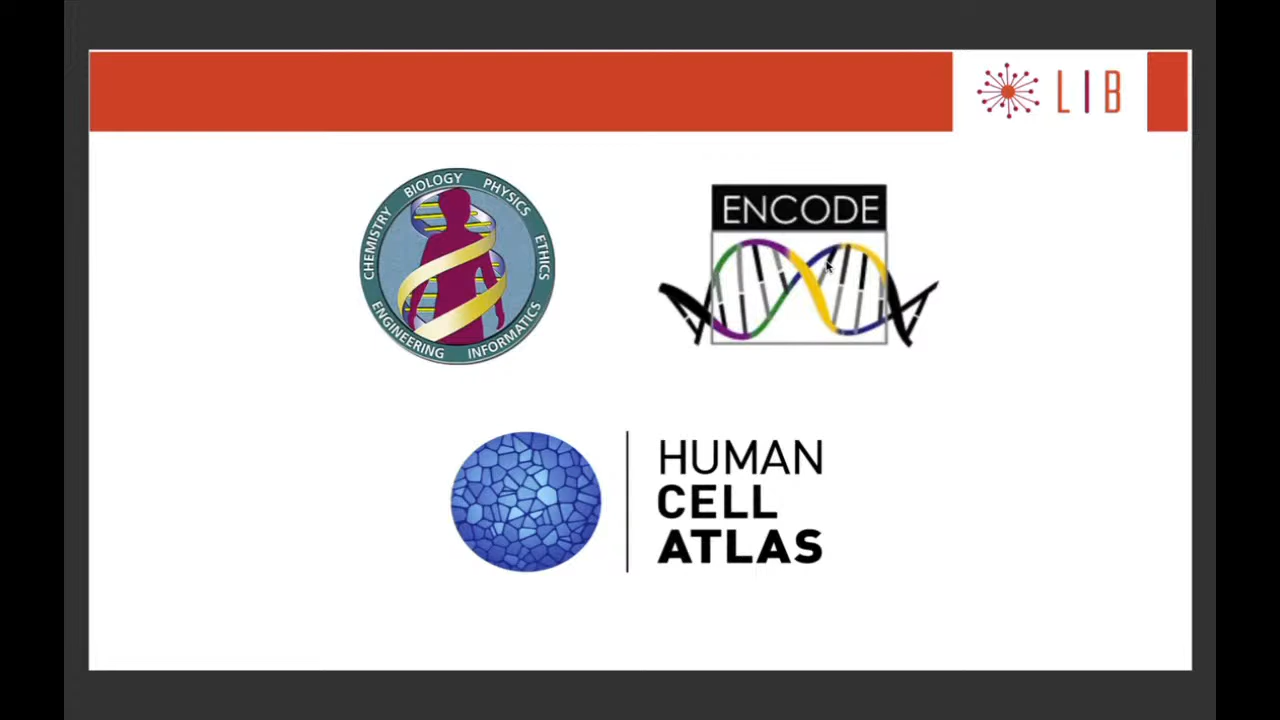 LIB
CHEMISTRY BIOLOGY PHYSICS ETHICS
ENGINEERING INFORMATICS
ENCODE
HUMAN
CELL
ATLAS